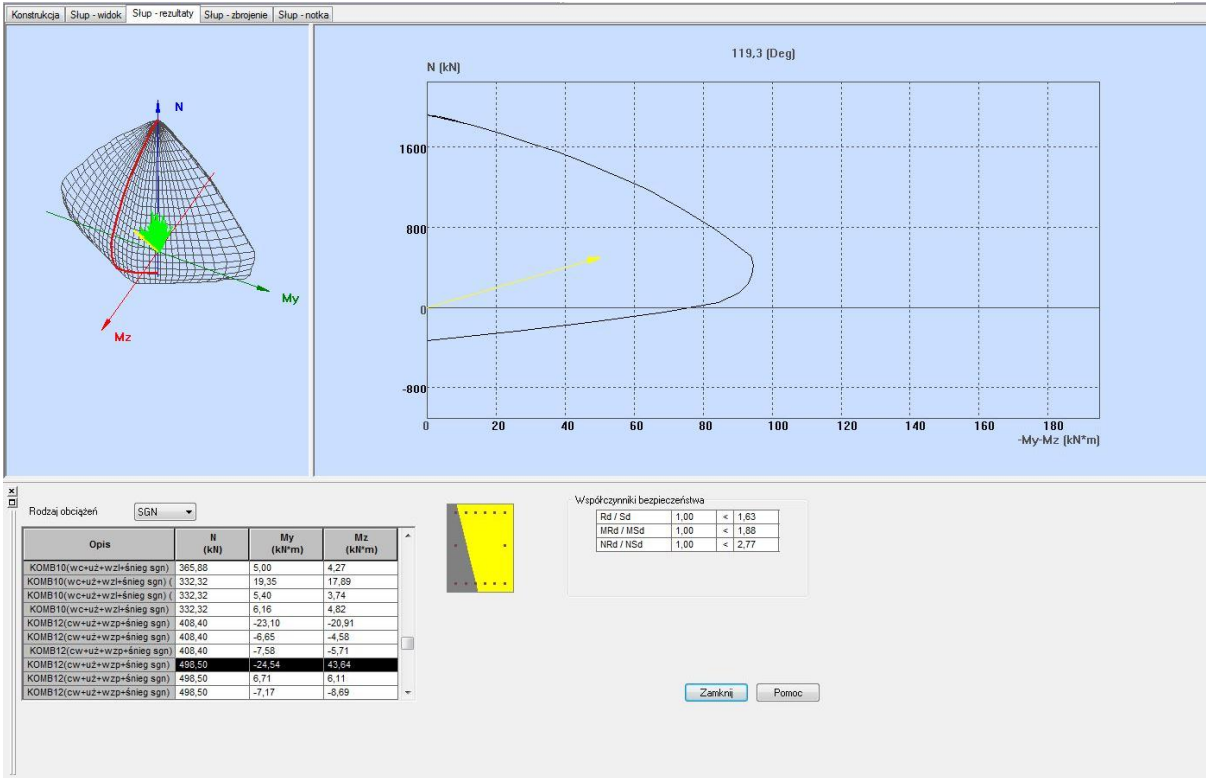 Konstrukcja Słup - widok Słup - rezultaty Słup - zbrojenie Słup - notka
N
My
Mz
119,3 (Deg)
N (kN)
1600
800
0
-800
0 20 40 60 80 100 120 140 160 180
-My-Mz (kN*m)
Rodzaj obciążeń SGN
Opis N (kN) My (kN*m) Mz (kN*m)
KOMB10(wc+uż+wzl+śnieg sgn) 365,88 5,00 4,27
KOMB10(wc+uż+wzl+śnieg sgn) ( 332,32 19,35 17,89
KOMB10(wc+uż+wzl+śnieg sgn) ( 332,32 5,40 3,74
KOMB10(wc+uż+wzl+śnieg sgn) 332,32 6,16 4,82
KOMB12(cw+uż+wzp+śnieg sgn) 408,40 -23,10 -20,91
KOMB12(cw+uż+wzp+śnieg sgn) 408,40 -6,65 -4,58
KOMB12(cw+uż+wzp+śnieg sgn) 408,40 -7,58 -5,71
KOMB12(cw+uż+wzp+śnieg sgn) 498,50 -24,54 43,64
KOMB12(cw+uż+wzp+śnieg sgn) 498,50 6,71 6,11
KOMB12(cw+uż+wzp+śnieg sgn) 498,50 -7,17 -8,69
Współczynniki bezpieczeństwa
Rd / Sd 1,00 < 1,63
MRd / MSd 1,00 < 1,88
NRd / NSd 1,00 < 2,77
Zamknij Pomoc